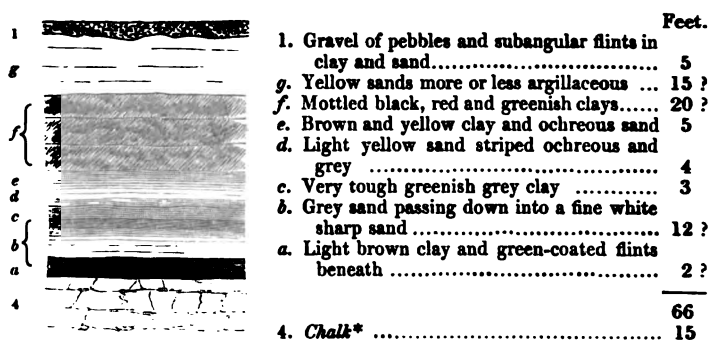 Feet.
1
g
f
e
d
c
b
a
4
1. Gravel of pebbles and subangular flints in
clay and sand........................................ 5
g. Yellow sands more or less argillaceous ... 15 ?
f. Mottled black, red and greenish clays...... 20 ?
e. Brown and yellow clay and ochreous sand 5
d. Light yellow sand striped ochreous and
grey .................................................. 4
c. Very tough greenish grey clay ............ 3
b. Grey sand passing down into a fine white
sharp sand ........................................... 12 ?
a. Light brown clay and green-coated flints
beneath ............................................... 2 ?
66
4. Chalk* .................................................. 15